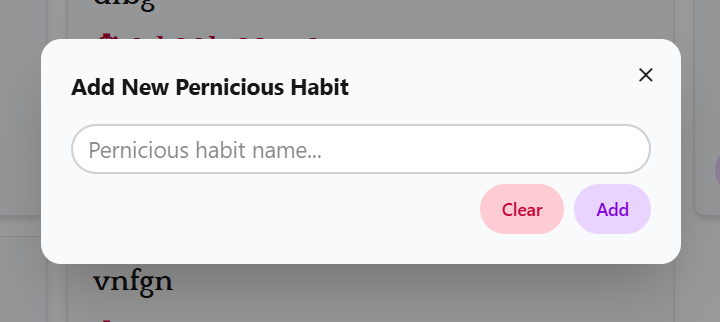 Add New Pernicious Habit
Pernicious habit name...
Clear
Add
vnfgn